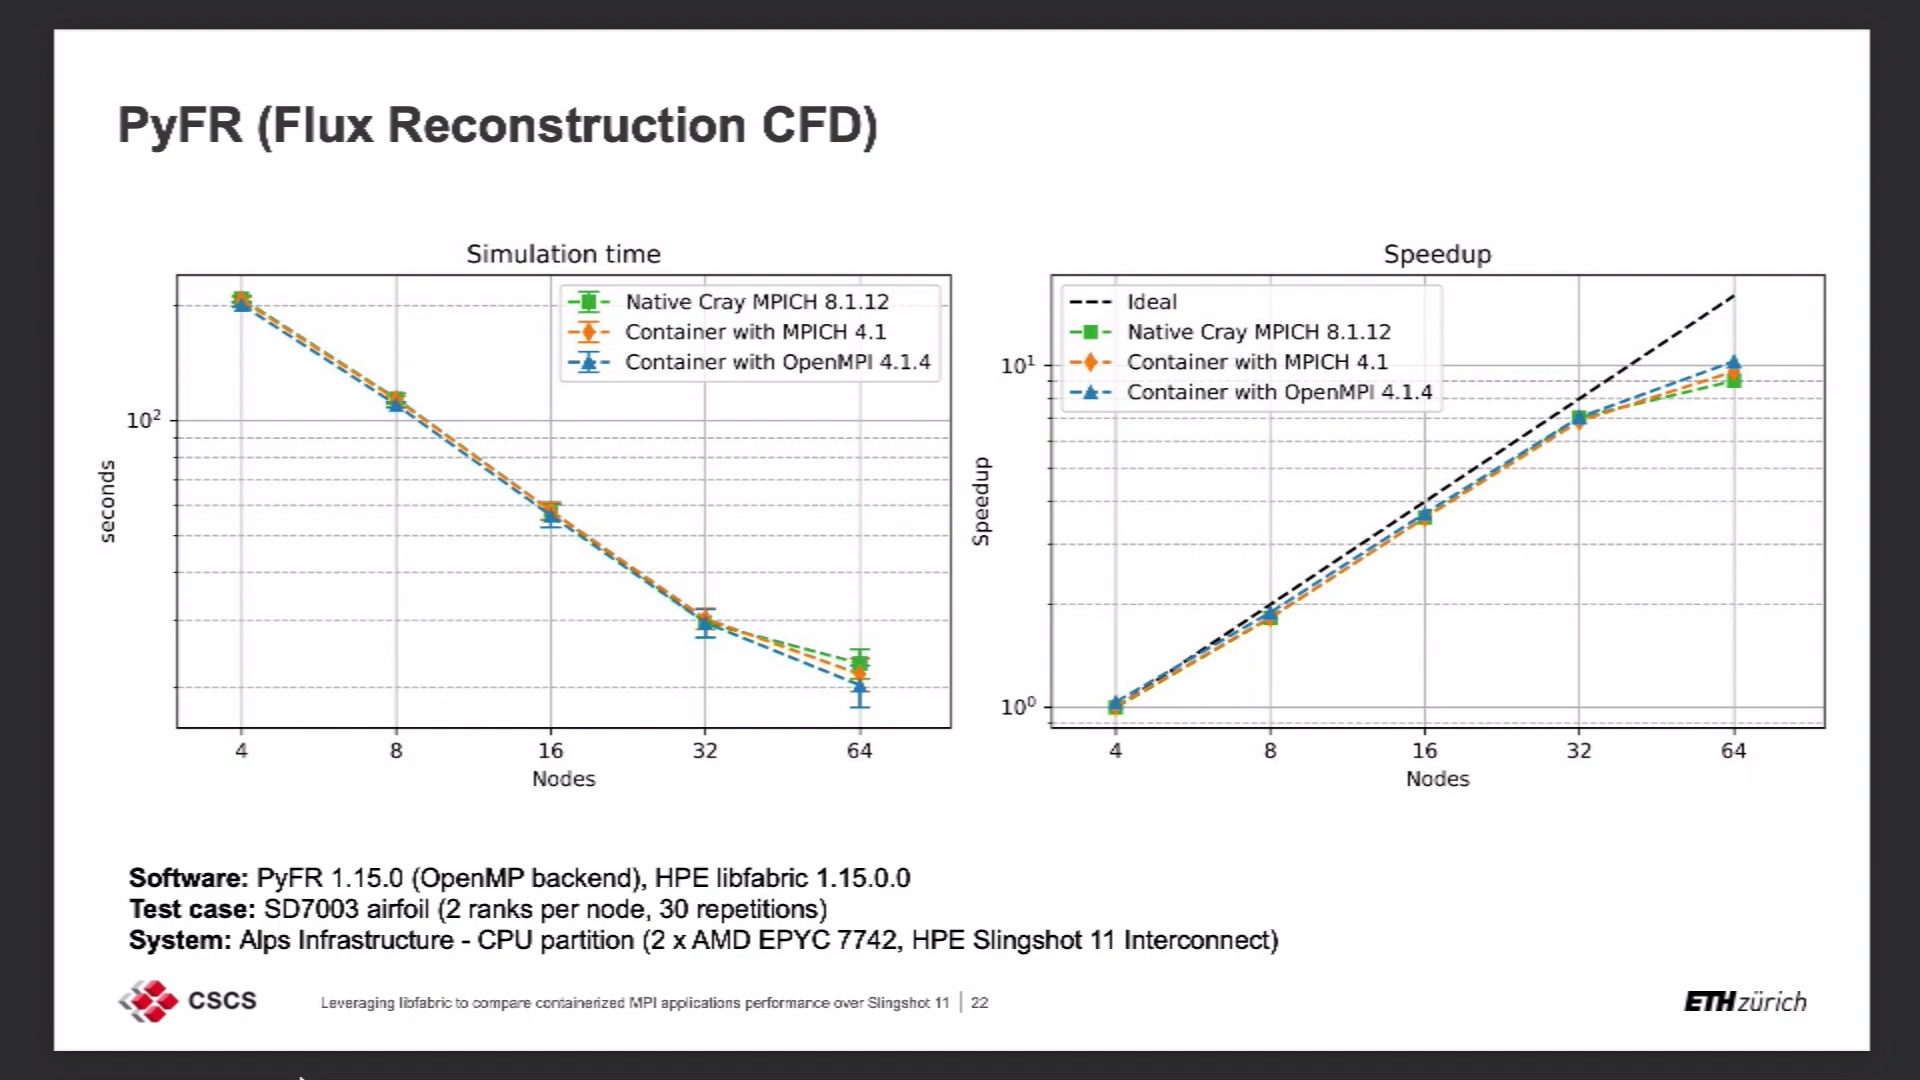 PyFR (Flux Reconstruction CFD)
Simulation time
Native Cray MPICH 8.1.12
Container with MPICH 4.1
Container with OpenMPI 4.1.4
10²
seconds
4 8 16 32 64
Nodes
Speedup
Ideal
Native Cray MPICH 8.1.12
Container with MPICH 4.1
Container with OpenMPI 4.1.4
10¹
10⁰
Speedup
4 8 16 32 64
Nodes
Software: PyFR 1.15.0 (OpenMP backend), HPE libfabric 1.15.0.0
Test case: SD7003 airfoil (2 ranks per node, 30 repetitions)
System: Alps Infrastructure - CPU partition (2 x AMD EPYC 7742, HPE Slingshot 11 Interconnect)
CSCS
Leveraging libfabric to compare containerized MPI applications performance over Slingshot 11 | 22
ETH zürich